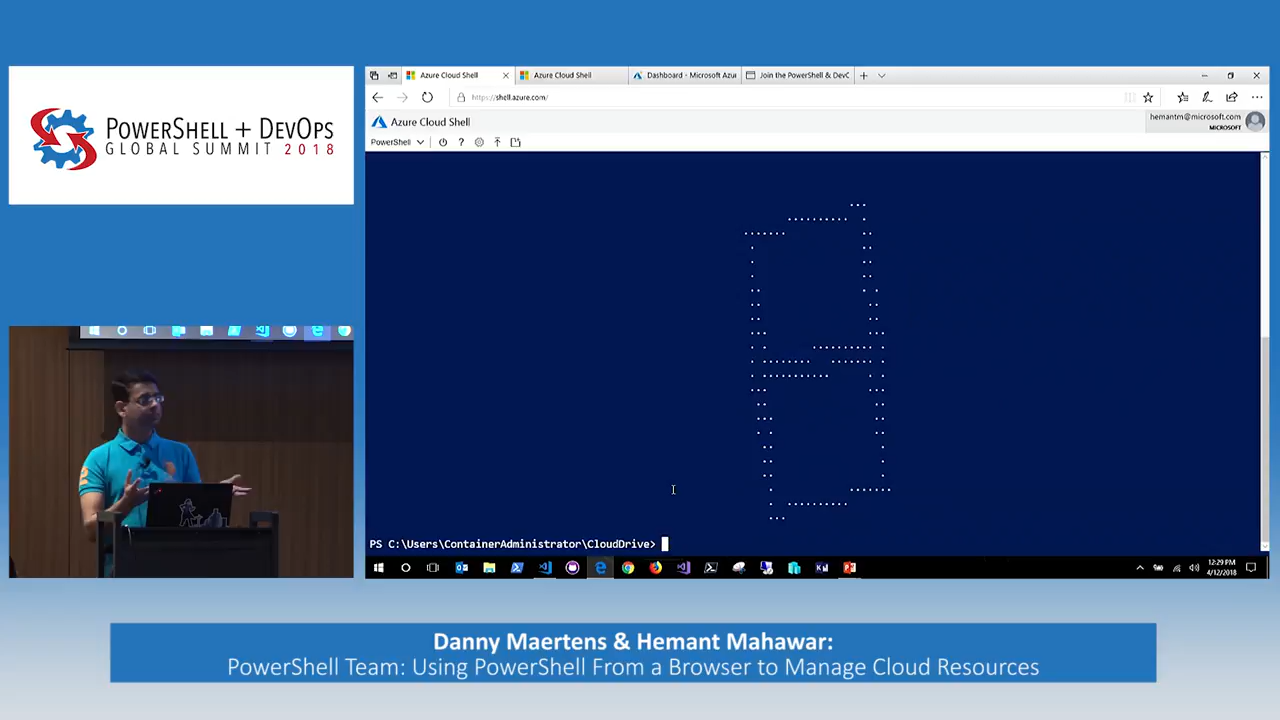 POWERSHELL + DEVOPS
GLOBAL SUMMIT 2018
Azure Cloud Shell
Azure Cloud Shell
Dashboard - Microsoft Azu
Join the PowerShell & DevO
https://shell.azure.com/
Azure Cloud Shell
hemantm@microsoft.com
MICROSOFT
PowerShell
?
PS C:\Users\ContainerAdministrator\CloudDrive>
12:29 PM
4/12/2018
Danny Maertens & Hemant Mahawar:
PowerShell Team: Using PowerShell From a Browser to Manage Cloud Resources